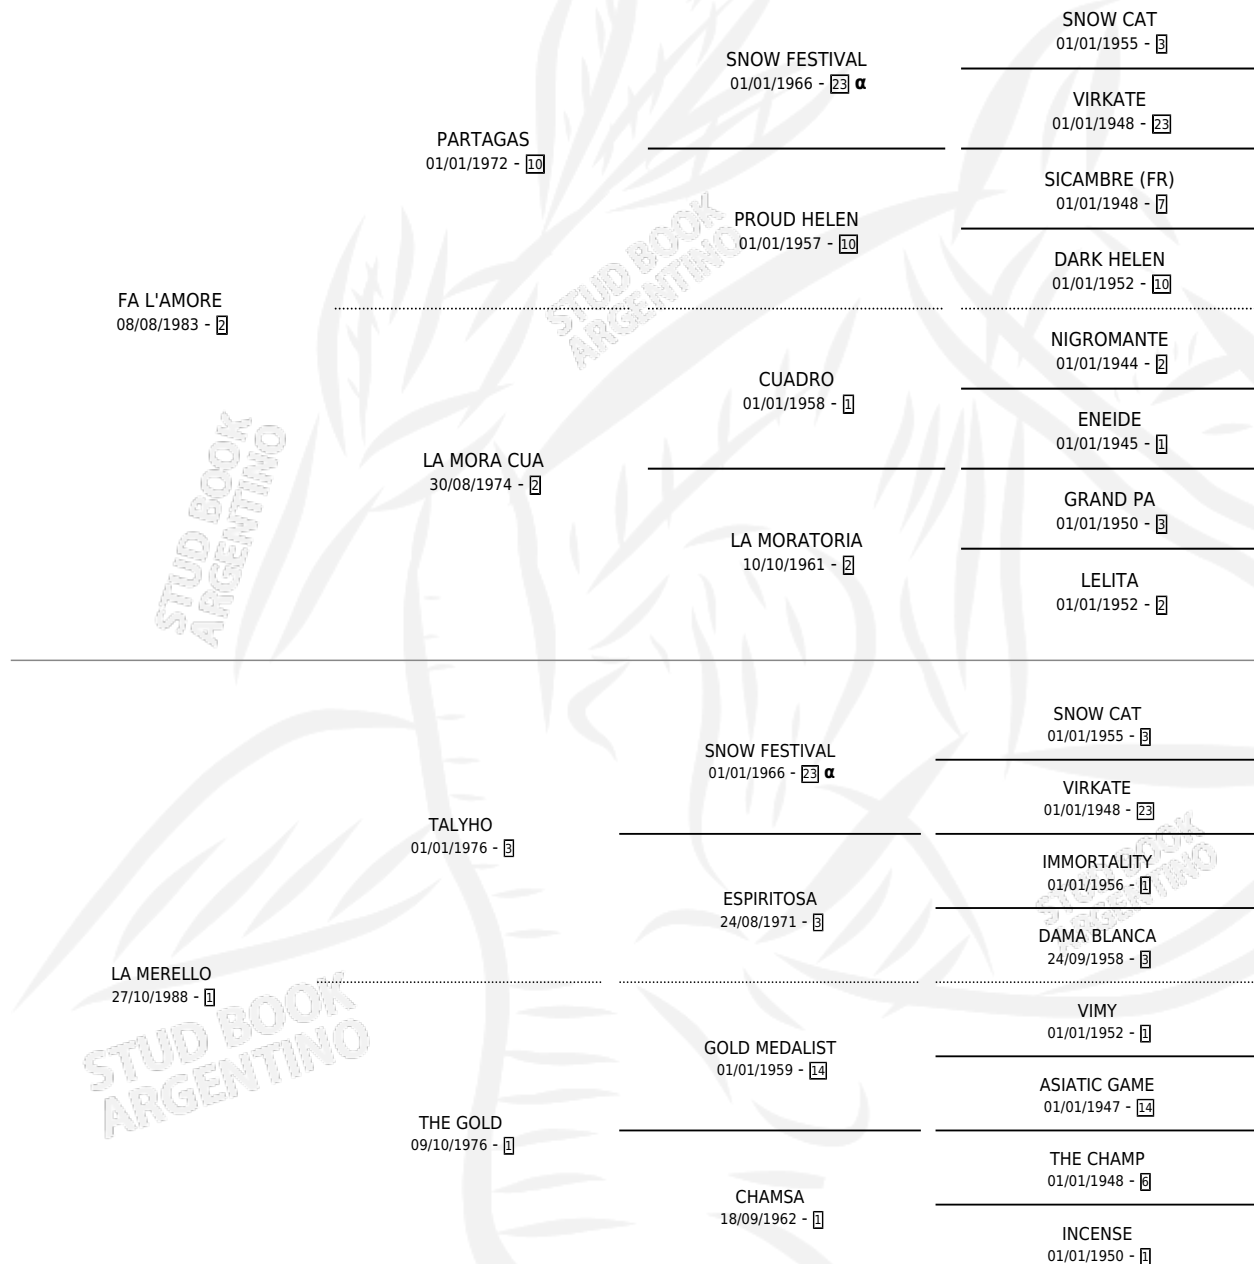 SNOW CAT
01/01/1955 - 3
SNOW FESTIVAL
01/01/1966 - 23 α
VIRKATE
01/01/1948 - 23
PARTAGAS
01/01/1972 - 10
SICAMBRE (FR)
01/01/1948 - 7
PROUD HELEN
01/01/1957 - 10
DARK HELEN
01/01/1952 - 10
FA L'AMORE
08/08/1983 - 2
STUD BOOK
ARGENTINO
NIGROMANTE
01/01/1944 - 2
CUADRO
01/01/1958 - 1
ENEIDE
01/01/1945 - 1
LA MORA CUA
30/08/1974 - 2
GRAND PA
01/01/1950 - 3
LA MORATORIA
10/10/1961 - 2
LELITA
01/01/1952 - 2
STUD BOOK
ARGENTINO
SNOW CAT
01/01/1955 - 3
SNOW FESTIVAL
01/01/1966 - 23 α
VIRKATE
01/01/1948 - 23
TALYHO
01/01/1976 - 3
IMMORTALITY
01/01/1956 - 1
ESPIRITOSA
24/08/1971 - 3
DAMA BLANCA
24/09/1958 - 3
STUD BOOK
ARGENTINO
LA MERELLO
27/10/1988 - 1
VIMY
01/01/1952 - 1
GOLD MEDALIST
01/01/1959 - 14
ASIATIC GAME
01/01/1947 - 14
STUD BOOK
ARGENTINO
THE GOLD
09/10/1976 - 1
THE CHAMP
01/01/1948 - 6
CHAMSA
18/09/1962 - 1
INCENSE
01/01/1950 - 1